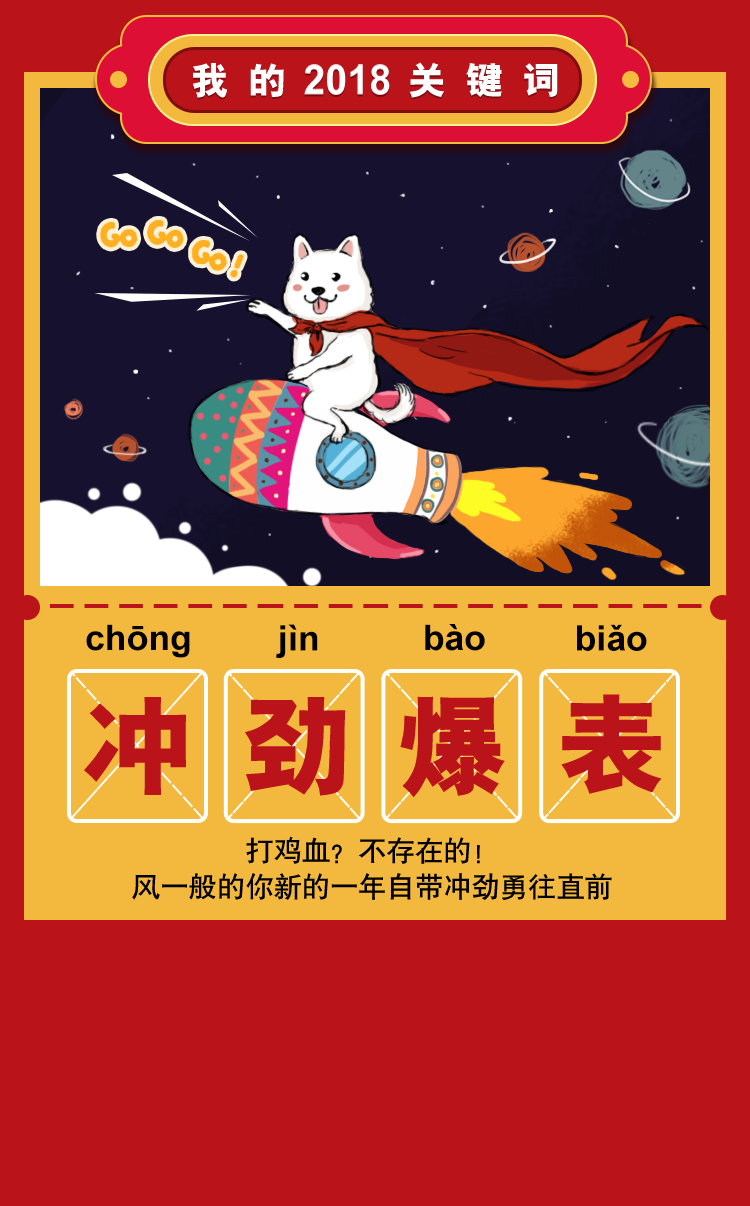 我的2018关键词
Go Go Go!
chōng jìn bào biǎo
冲劲爆表
打鸡血？不存在的！
风一般的你新的一年自带冲劲勇往直前